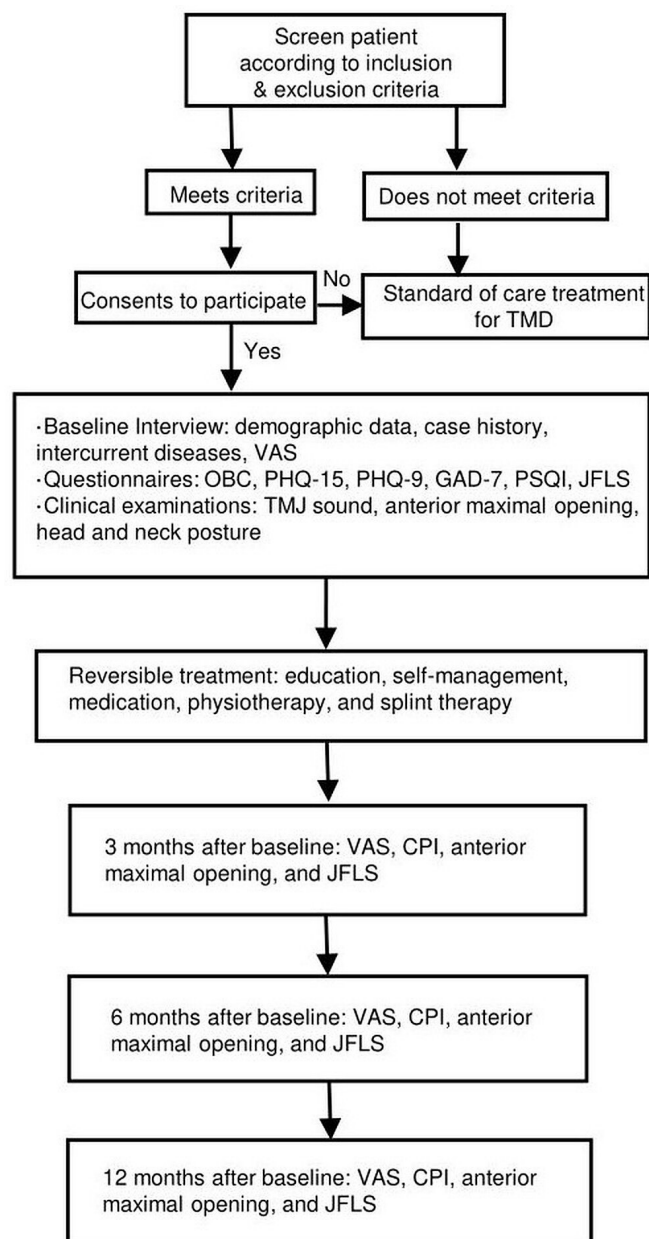 Screen patient
according to inclusion
& exclusion criteria
Meets criteria
Does not meet criteria
Consents to participate
No
Standard of care treatment
for TMD
Yes
·Baseline Interview: demographic data, case history,
intercurrent diseases, VAS
·Questionnaires: OBC, PHQ-15, PHQ-9, GAD-7, PSQI, JFLS
·Clinical examinations: TMJ sound, anterior maximal opening,
head and neck posture
Reversible treatment: education, self-management,
medication, physiotherapy, and splint therapy
3 months after baseline: VAS, CPI, anterior
maximal opening, and JFLS
6 months after baseline: VAS, CPI, anterior
maximal opening, and JFLS
12 months after baseline: VAS, CPI, anterior
maximal opening, and JFLS